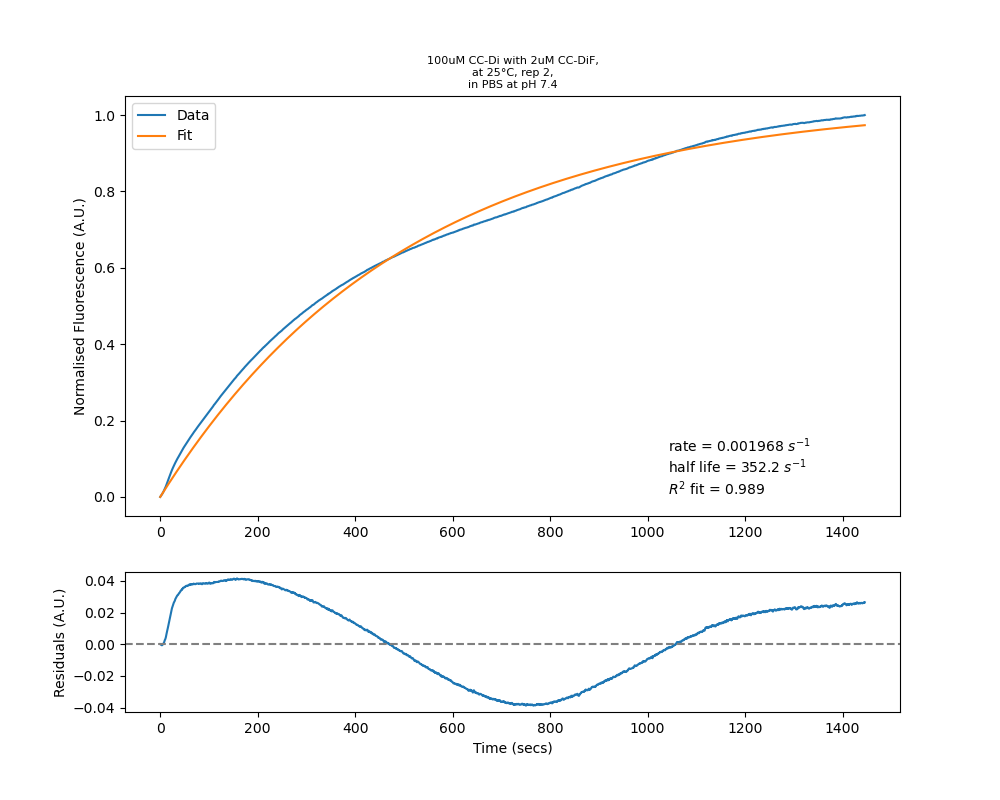 100uM CC-Di with 2uM CC-DiF,
at 25°C, rep 2,
in PBS at pH 7.4
Normalised Fluorescence (A.U.)
1.0
0.8
0.6
0.4
0.2
0.0
Data
Fit
rate = 0.001968 s⁻¹
half life = 352.2 s⁻¹
R² fit = 0.989
0 200 400 600 800 1000 1200 1400
Residuals (A.U.)
0.04
0.02
0.00
−0.02
−0.04
0 200 400 600 800 1000 1200 1400
Time (secs)